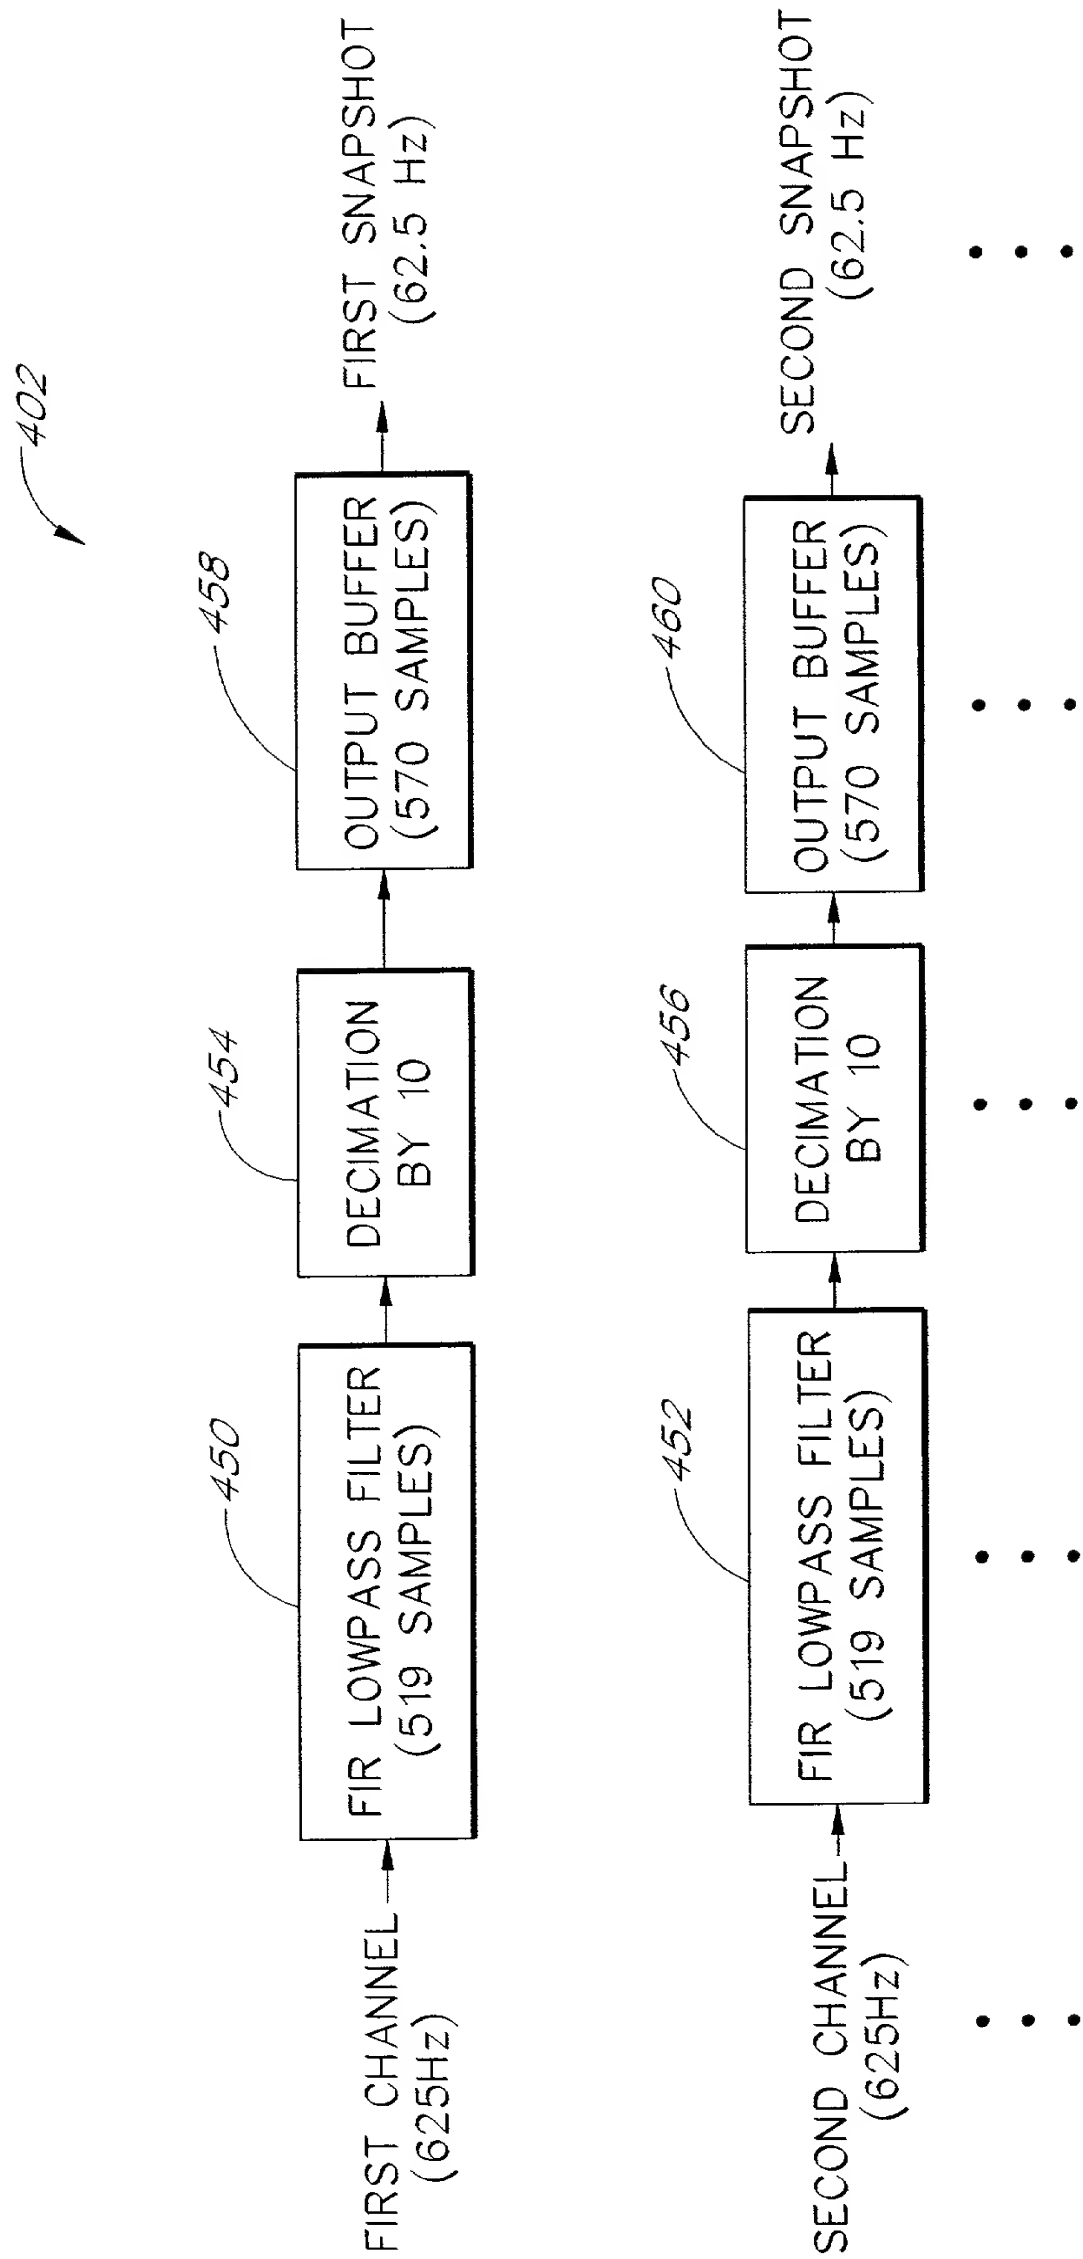 402
FIRST CHANNEL
(625Hz)
450
FIR LOWPASS FILTER
(519 SAMPLES)
454
DECIMATION
BY 10
458
OUTPUT BUFFER
(570 SAMPLES)
FIRST SNAPSHOT
(62.5 Hz)
SECOND CHANNEL
(625Hz)
452
FIR LOWPASS FILTER
(519 SAMPLES)
456
DECIMATION
BY 10
460
OUTPUT BUFFER
(570 SAMPLES)
SECOND SNAPSHOT
(62.5 Hz)